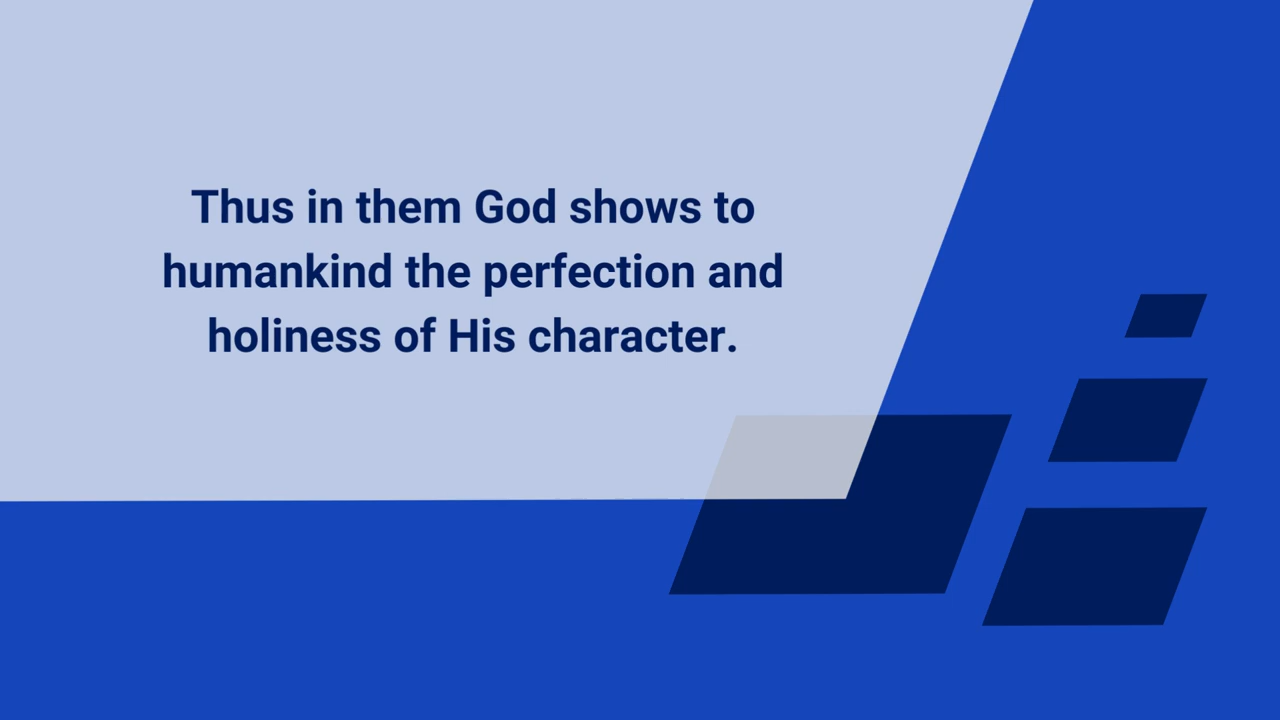 Thus in them God shows to
humankind the perfection and
holiness of His character.